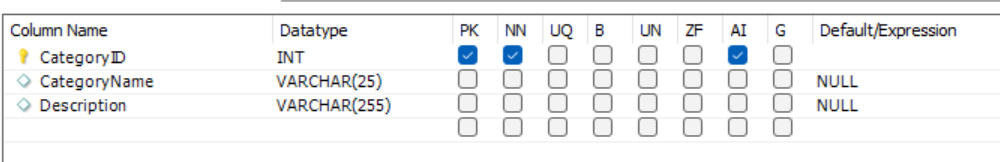 Column Name Datatype PK NN UQ B UN ZF AI G Default/Expression
CategoryID INT
CategoryName VARCHAR(25) NULL
Description VARCHAR(255) NULL